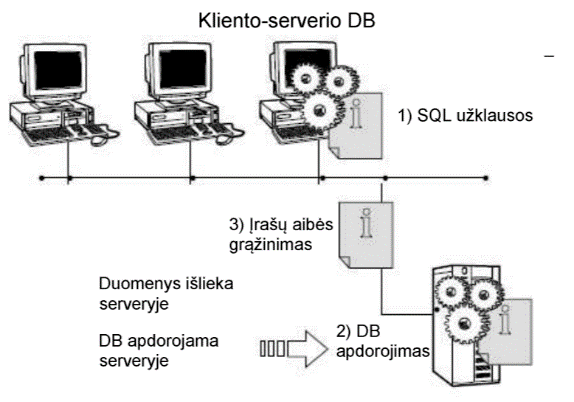 Kliento-serverio DB
1) SQL užklausos
3) Įrašų aibės
grąžinimas
Duomenys išlieka
serveryje
DB apdorojama
serveryje
2) DB
apdorojimas